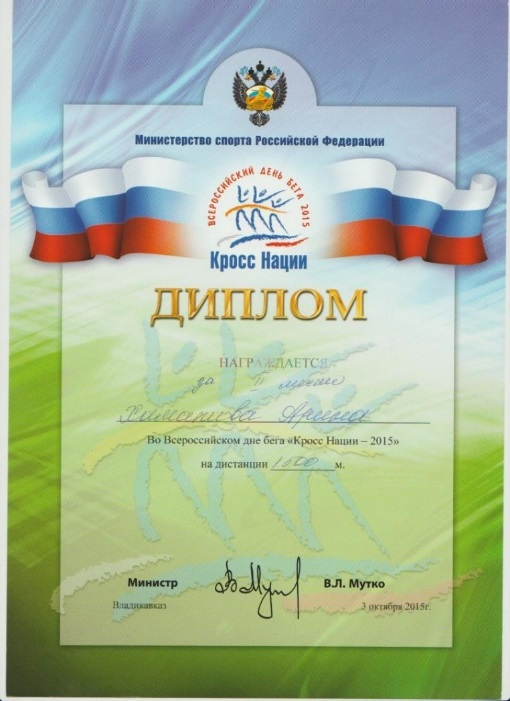 Министерство спорта Российской Федерации
ВСЕРОССИЙСКИЙ ДЕНЬ БЕГА 2015
Кросс Нации
ДИПЛОМ
НАГРАЖДАЕТСЯ
за II место
Арина
Во Всероссийском дне бега «Кросс Нации – 2015»
на дистанции 1000 м.
Министр В.Л. Мутко
Владикавказ 3 октября 2015г.